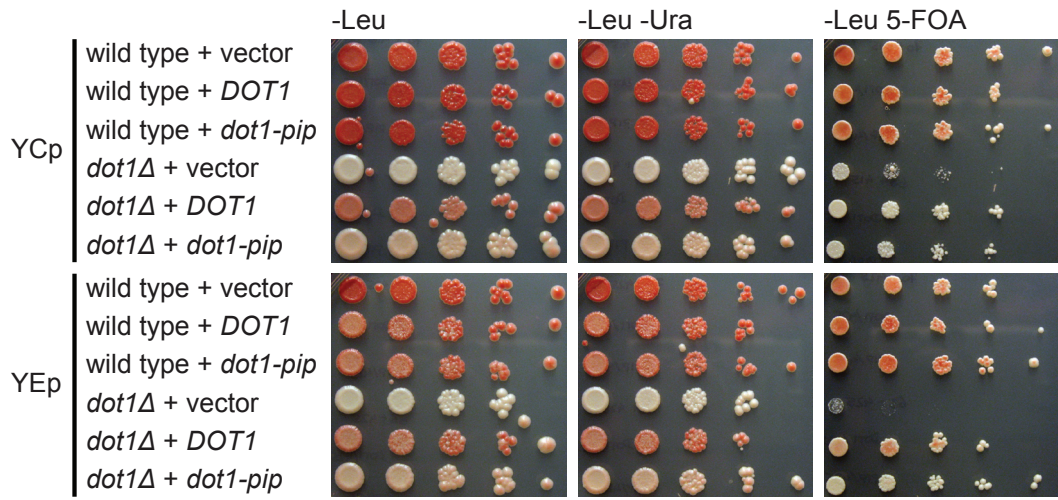 -Leu -Leu -Ura -Leu 5-FOA
YCp
wild type + vector
wild type + DOT1
wild type + dot1-pip
dot1Δ + vector
dot1Δ + DOT1
dot1Δ + dot1-pip
YEp
wild type + vector
wild type + DOT1
wild type + dot1-pip
dot1Δ + vector
dot1Δ + DOT1
dot1Δ + dot1-pip